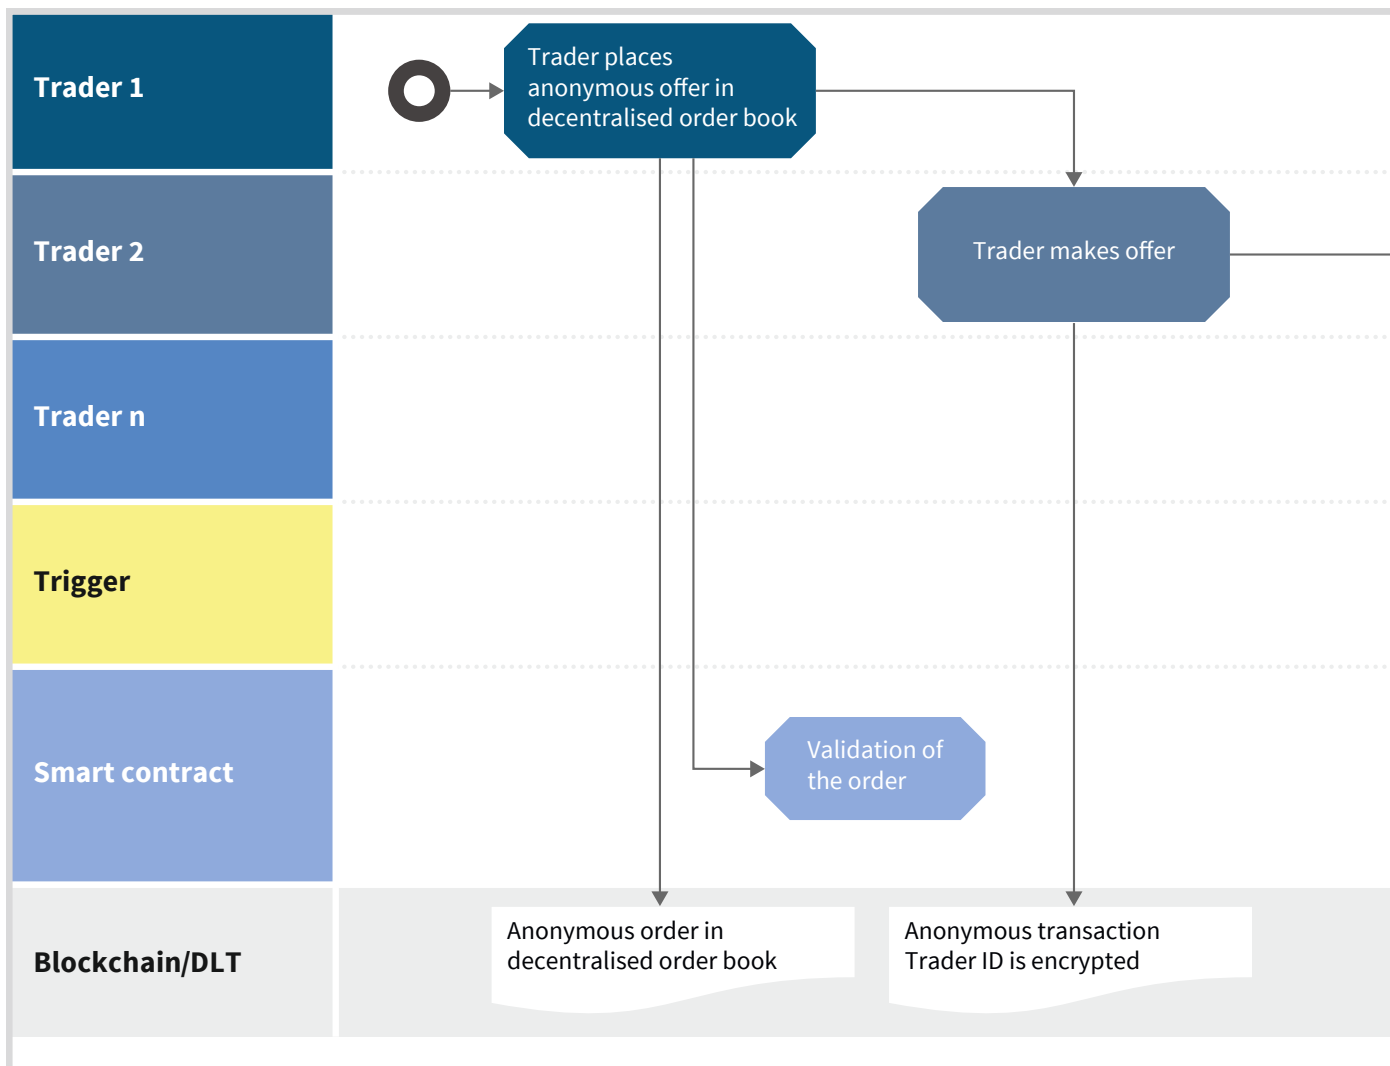 Trader 1
Trader places
anonymous offer in
decentralised order book
Trader 2
Trader makes offer
Trader n
Trigger
Smart contract
Validation of
the order
Blockchain/DLT
Anonymous order in
decentralised order book
Anonymous transaction
Trader ID is encrypted